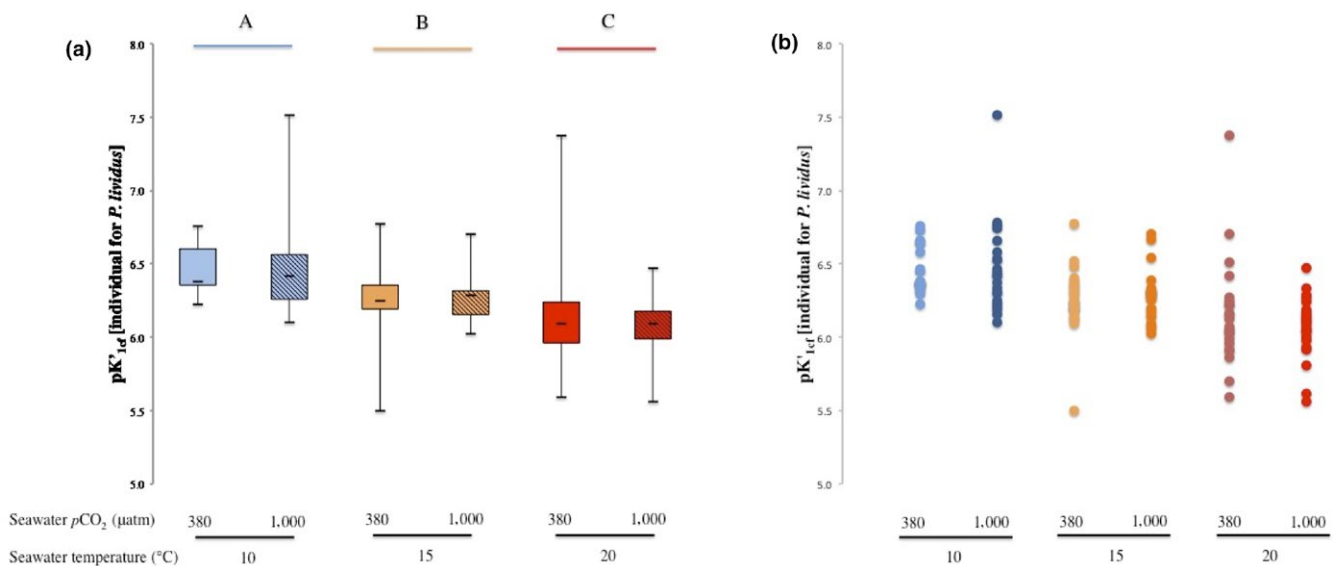 A B C
(a) (b)
8.0 8.0
7.5 7.5
7.0 7.0
6.5 6.5
6.0 6.0
5.5 5.5
5.0 5.0
pK'1cf [individual for P. lividus]
pK'1cf [individual for P. lividus]
Seawater pCO2 (µatm) 380 1,000 380 1,000 380 1,000 380 1,000 380 1,000 380 1,000
Seawater temperature (°C) 10 15 20 10 15 20